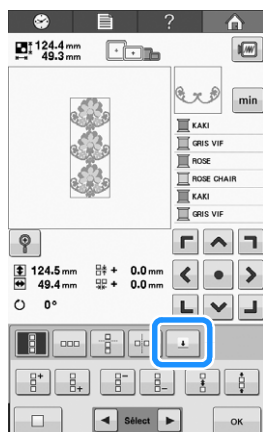 ?
124.4 mm
49.3 mm
min
KAKI
GRIS VIF
ROSE
ROSE CHAIR
KAKI
GRIS VIF
124.5 mm + 0.0 mm
49.4 mm + 0.0 mm
0°
Sélect
OK